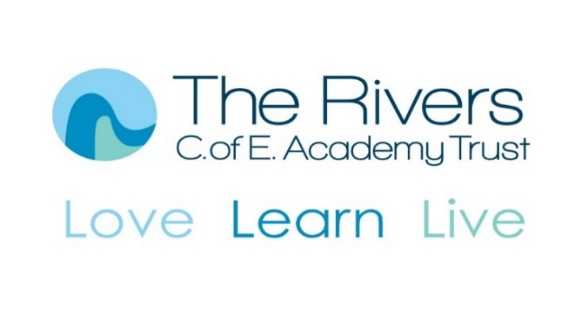 The Rivers
C.of E. Academy Trust
Love Learn Live